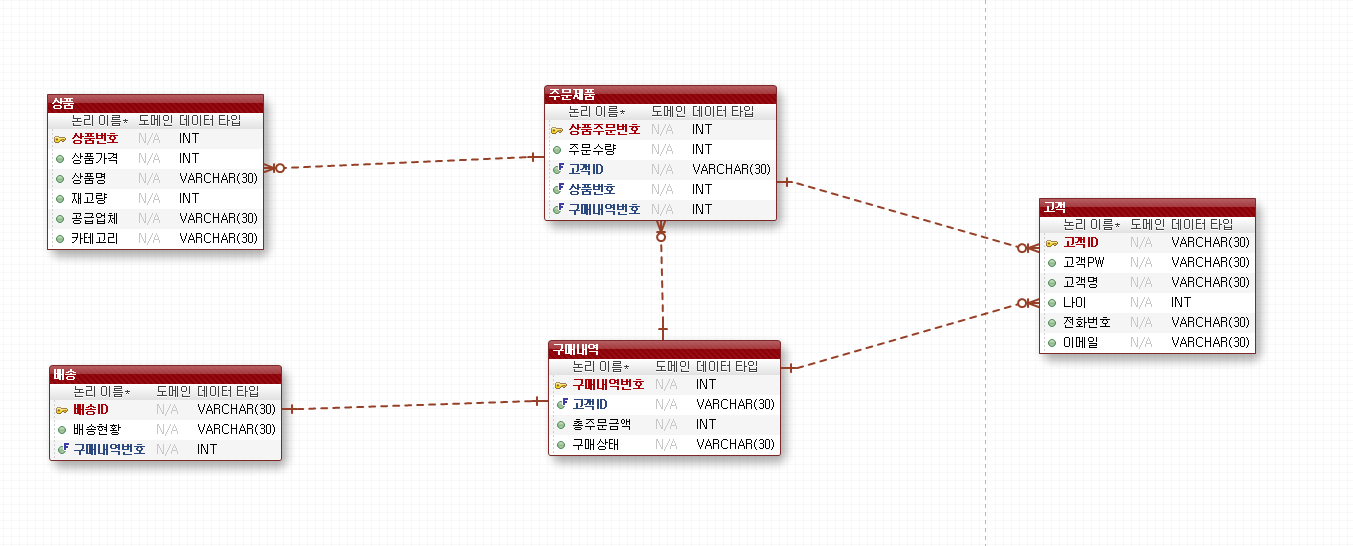 상품
논리 이름* 도메인 데이터 타입
상품번호 N/A INT
상품가격 N/A INT
상품명 N/A VARCHAR(30)
재고량 N/A INT
공급업체 N/A VARCHAR(30)
카테고리 N/A VARCHAR(30)
주문제품
논리 이름* 도메인 데이터 타입
상품주문번호 N/A INT
주문수량 N/A INT
고객ID N/A VARCHAR(30)
상품번호 N/A INT
구매내역번호 N/A INT
고객
논리 이름* 도메인 데이터 타입
고객ID N/A VARCHAR(30)
고객PW N/A VARCHAR(30)
고객명 N/A VARCHAR(30)
나이 N/A INT
전화번호 N/A VARCHAR(30)
이메일 N/A VARCHAR(30)
배송
논리 이름* 도메인 데이터 타입
배송ID N/A VARCHAR(30)
배송현황 N/A VARCHAR(30)
구매내역번호 N/A INT
구매내역
논리 이름* 도메인 데이터 타입
구매내역번호 N/A INT
고객ID N/A VARCHAR(30)
총주문금액 N/A INT
구매상태 N/A VARCHAR(30)